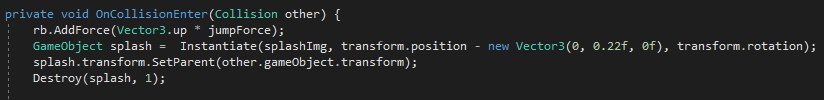 private void OnCollisionEnter(Collision other) {
rb.AddForce(Vector3.up * jumpForce);
GameObject splash =  Instantiate(splashImg, transform.position - new Vector3(0, 0.22f, 0f), transform.rotation);
splash.transform.SetParent(other.gameObject.transform);
Destroy(splash, 1);